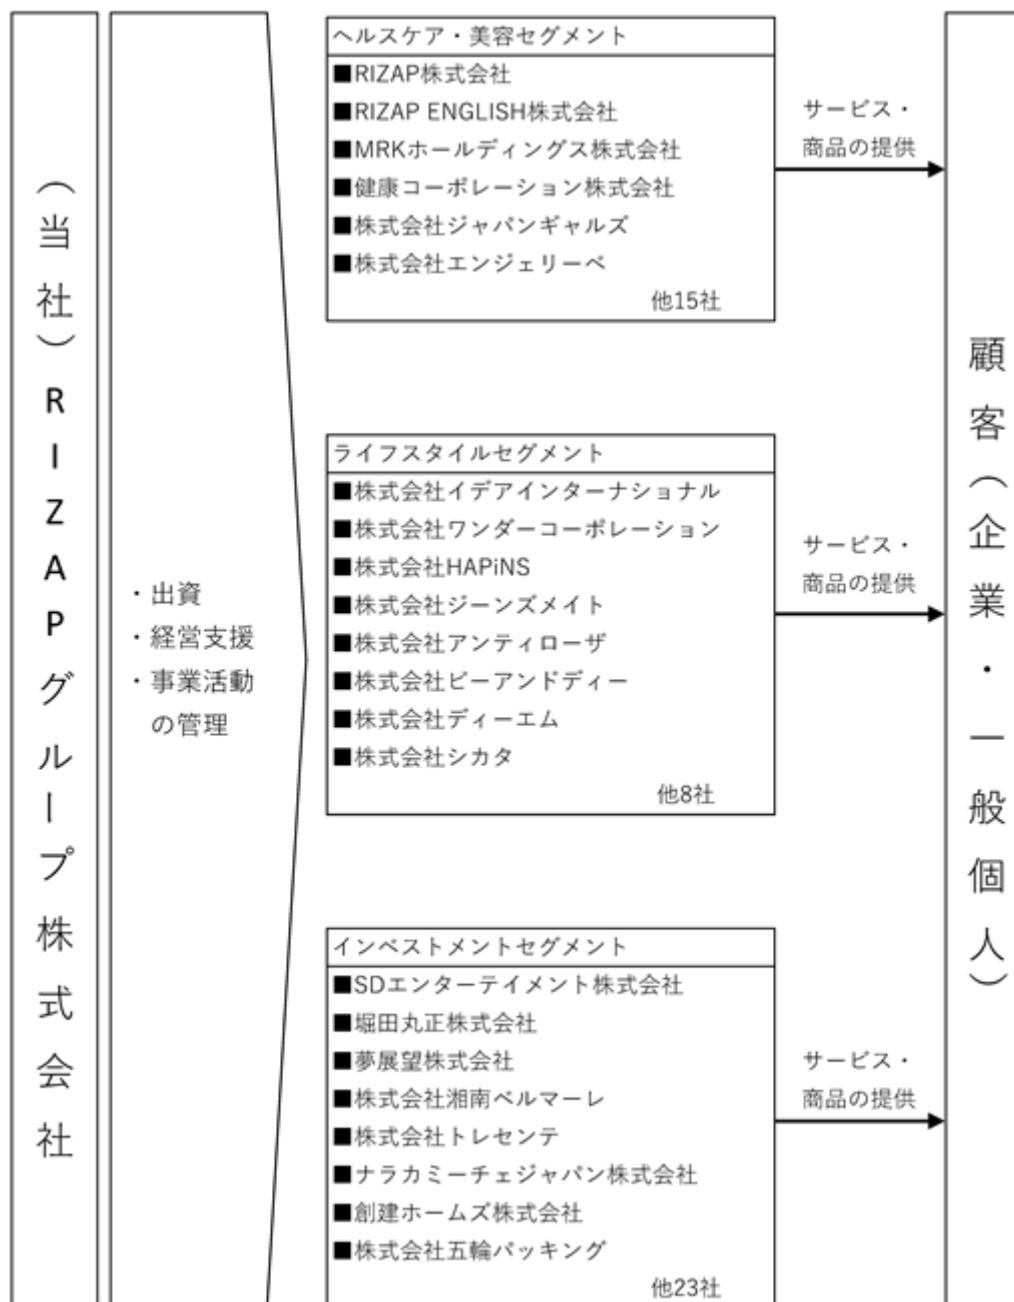 （当社）RIZAPグループ株式会社
・出資
・経営支援
・事業活動
の管理
ヘルスケア・美容セグメント
■RIZAP株式会社
■RIZAP ENGLISH株式会社
■MRKホールディングス株式会社
■健康コーポレーション株式会社
■株式会社ジャパンギャルズ
■株式会社エンジェリーベ
他15社
サービス・
商品の提供
ライフスタイルセグメント
■株式会社イデアインターナショナル
■株式会社ワンダーコーポレーション
■株式会社HAPiNS
■株式会社ジーンズメイト
■株式会社アンティローザ
■株式会社ビーアンドディー
■株式会社ディーエム
■株式会社シカタ
他8社
サービス・
商品の提供
インベストメントセグメント
■SDエンターテイメント株式会社
■堀田丸正株式会社
■夢展望株式会社
■株式会社湘南ベルマーレ
■株式会社トレセンテ
■ナラカミーチェジャパン株式会社
■創建ホームズ株式会社
■株式会社五輪パッキング
他23社
サービス・
商品の提供
顧客（企業・一般個人）